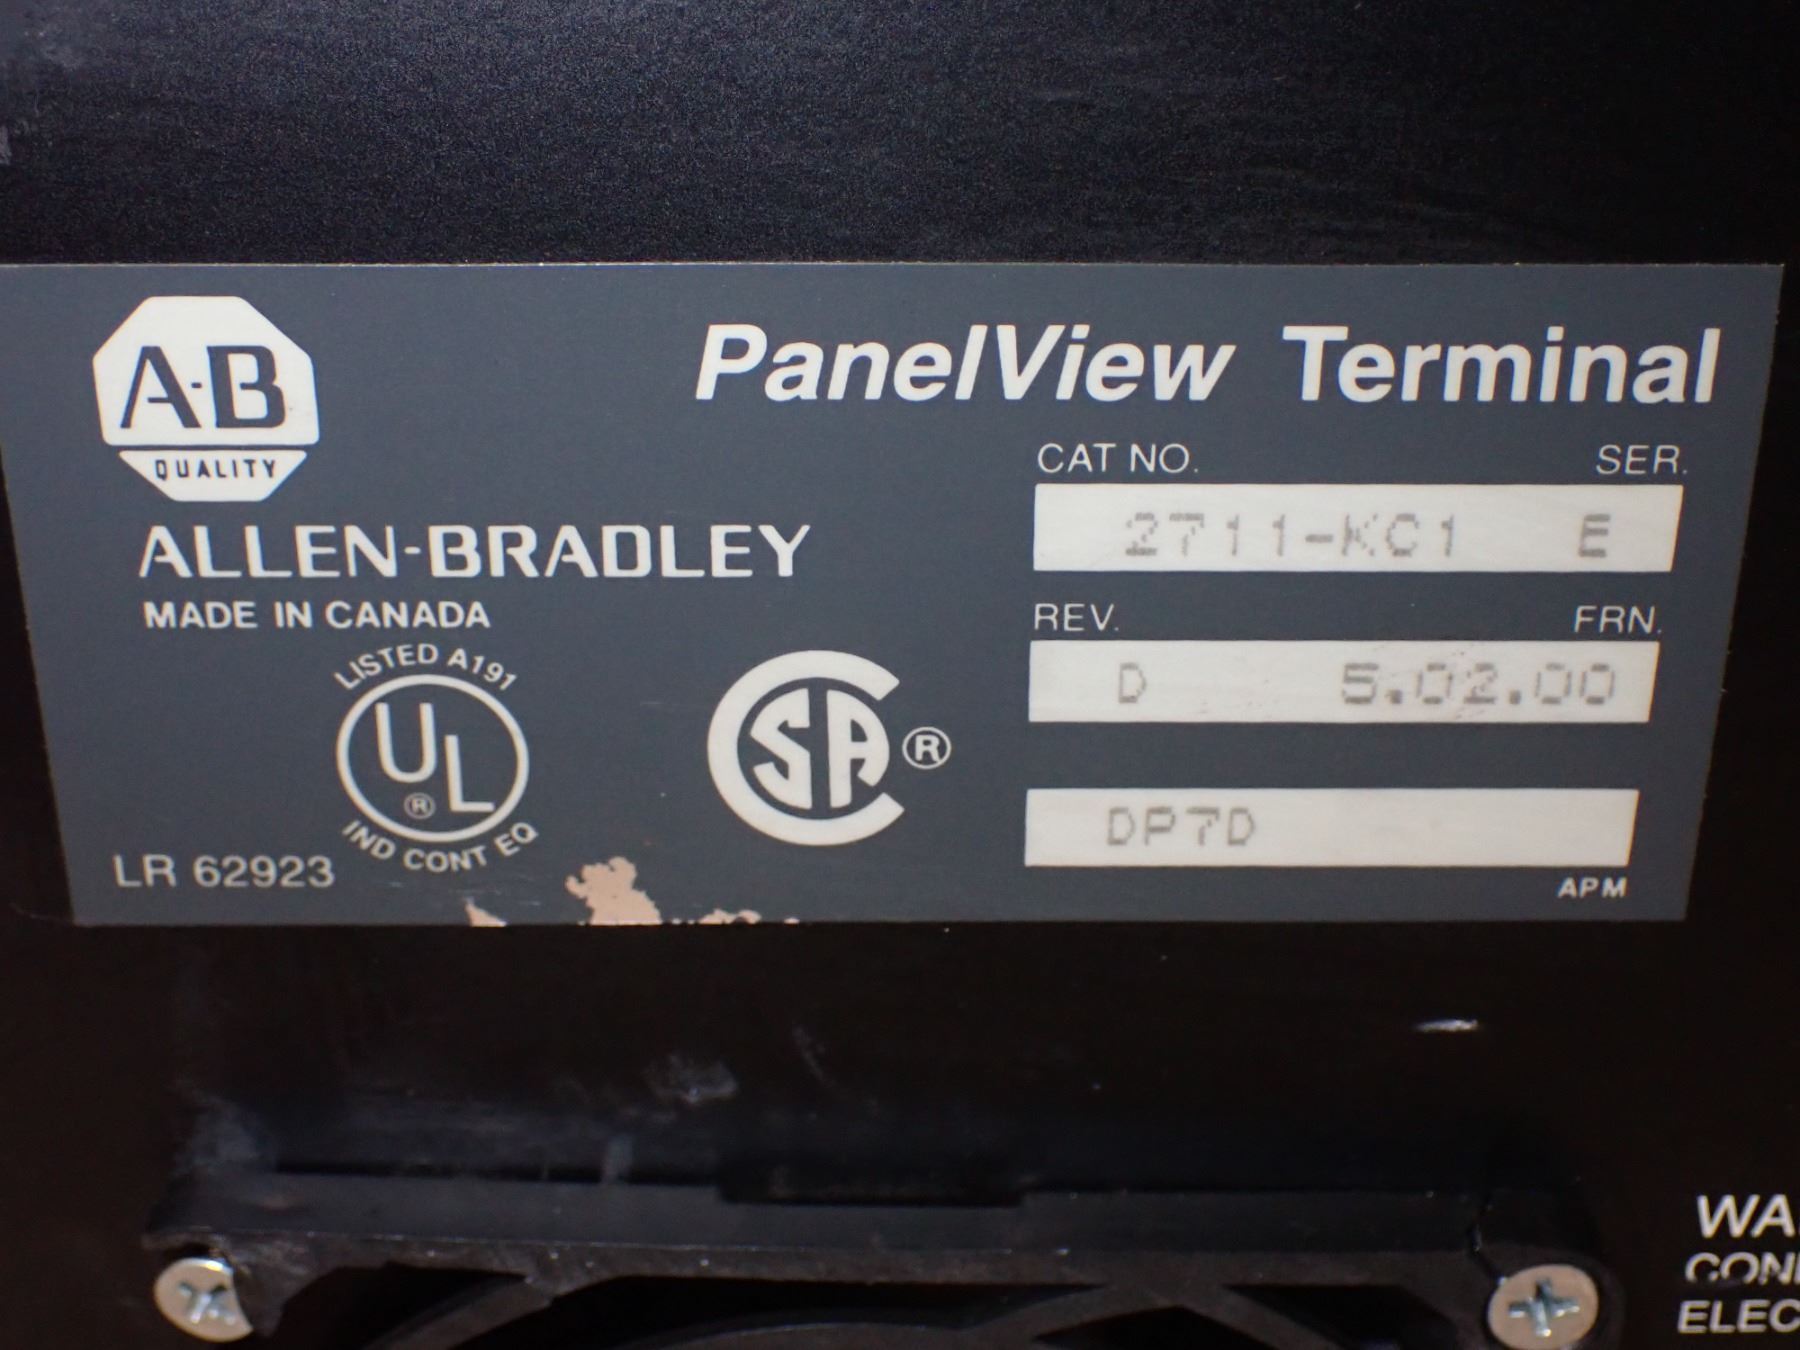 A-B
QUALITY
ALLEN-BRADLEY
MADE IN CANADA
LISTED A191
UL
®
IND CONT EQ
LR 62923
SA ®
PanelView Terminal
CAT NO. SER.
2711-KC1 E
REV. FRN.
D 5.02.00
DP7D
APM